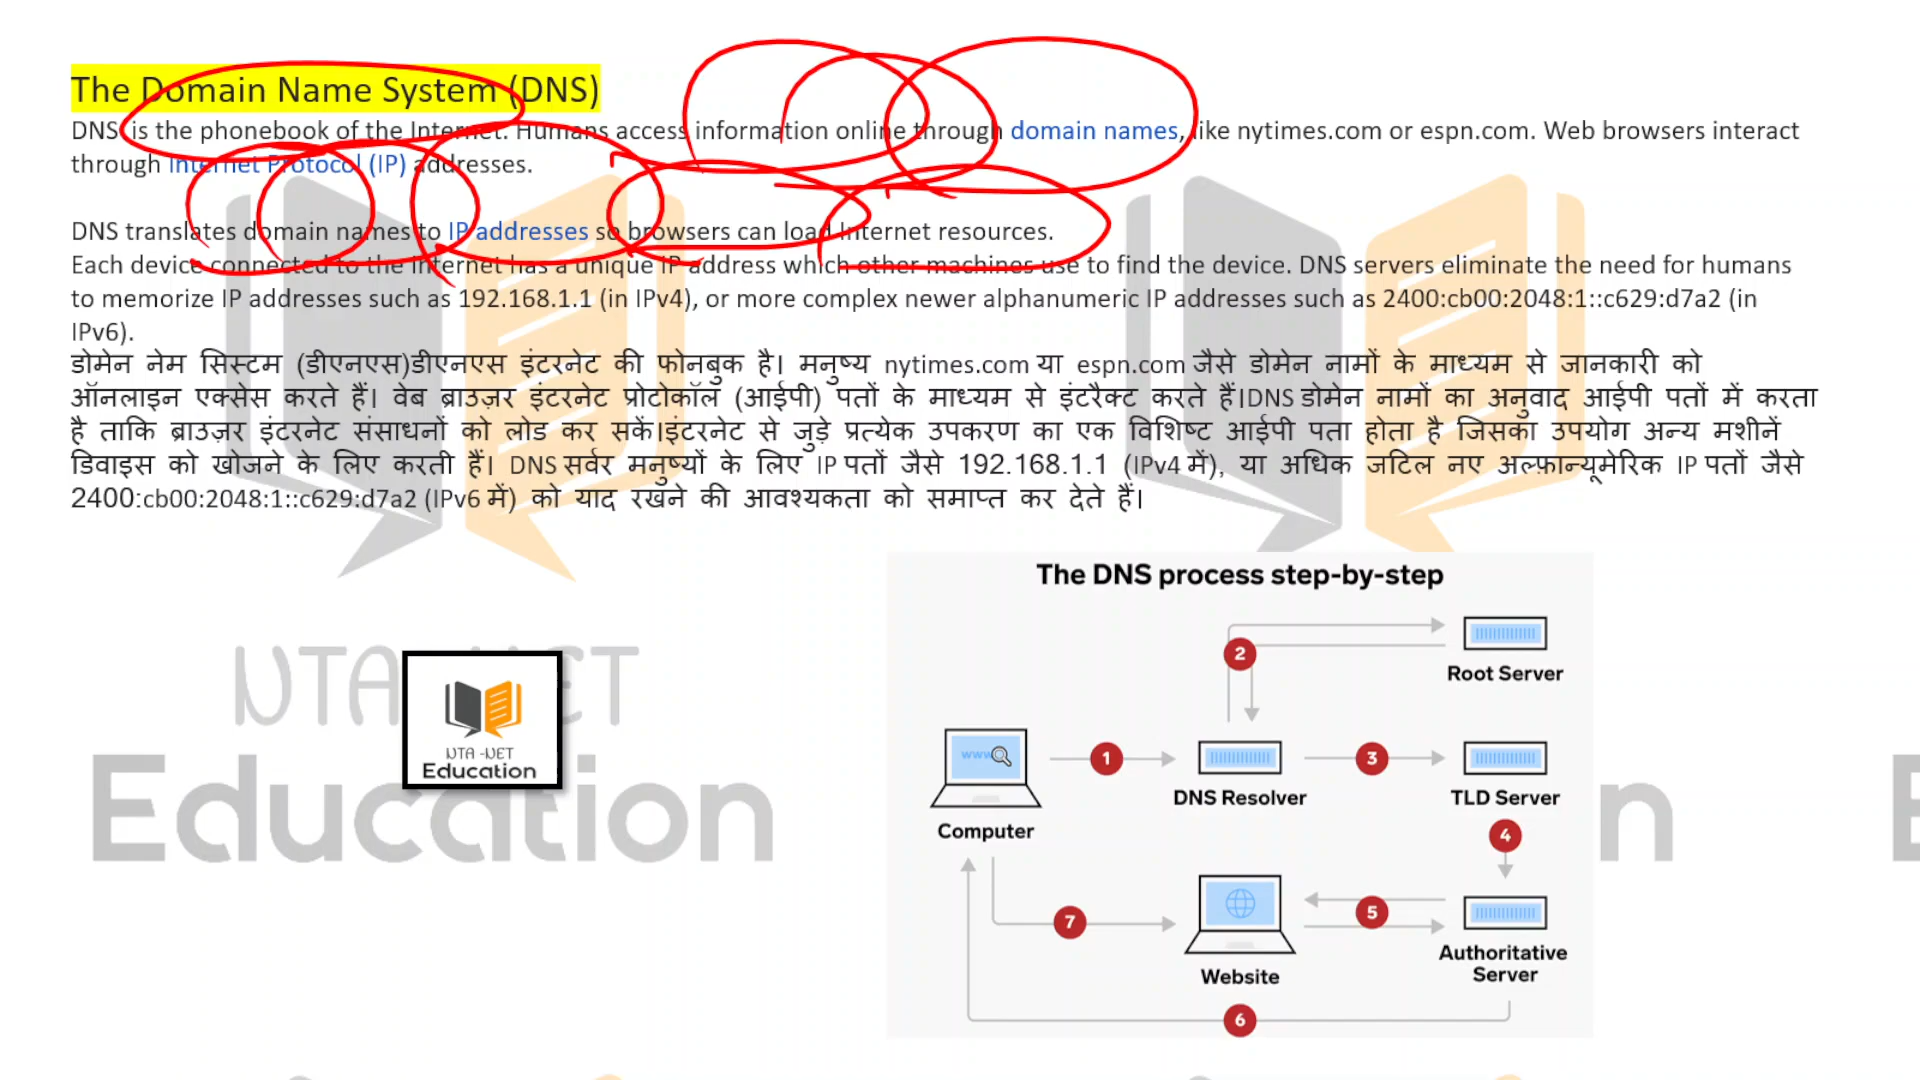 The Domain Name System (DNS)
DNS is the phonebook of the Internet. Humans access information online through domain names, like nytimes.com or espn.com. Web browsers interact
through Internet Protocol (IP) addresses.
DNS translates domain names to IP addresses so browsers can load Internet resources.
Each device connected to the Internet has a unique IP address which other machines use to find the device. DNS servers eliminate the need for humans
to memorize IP addresses such as 192.168.1.1 (in IPv4), or more complex newer alphanumeric IP addresses such as 2400:cb00:2048:1::c629:d7a2 (in
IPv6).
डोमेन नेम सिस्टम (डीएनएस)डीएनएस इंटरनेट की फोनबुक है। मनुष्य nytimes.com या espn.com जैसे डोमेन नामों के माध्यम से जानकारी को
ऑनलाइन एक्सेस करते हैं। वेब ब्राउज़र इंटरनेट प्रोटोकॉल (आईपी) पतों के माध्यम से इंटरैक्ट करते हैं।DNS डोमेन नामों का अनुवाद आईपी पतों में करता
है ताकि ब्राउज़र इंटरनेट संसाधनों को लोड कर सकें।इंटरनेट से जुड़े प्रत्येक उपकरण का एक विशिष्ट आईपी पता होता है जिसका उपयोग अन्य मशीनें
डिवाइस को खोजने के लिए करती हैं। DNS सर्वर मनुष्यों के लिए IP पतों जैसे 192.168.1.1 (IPv4 में), या अधिक जटिल नए अल्फ़ान्यूमेरिक IP पतों जैसे
2400:cb00:2048:1::c629:d7a2 (IPv6 में) को याद रखने की आवश्यकता को समाप्त कर देते हैं।
The DNS process step-by-step
2
Root Server
www
1
3
DNS Resolver
TLD Server
Computer
4
7
5
Website
Authoritative
Server
6
NTA -NET
Education
NTA -NET
Education